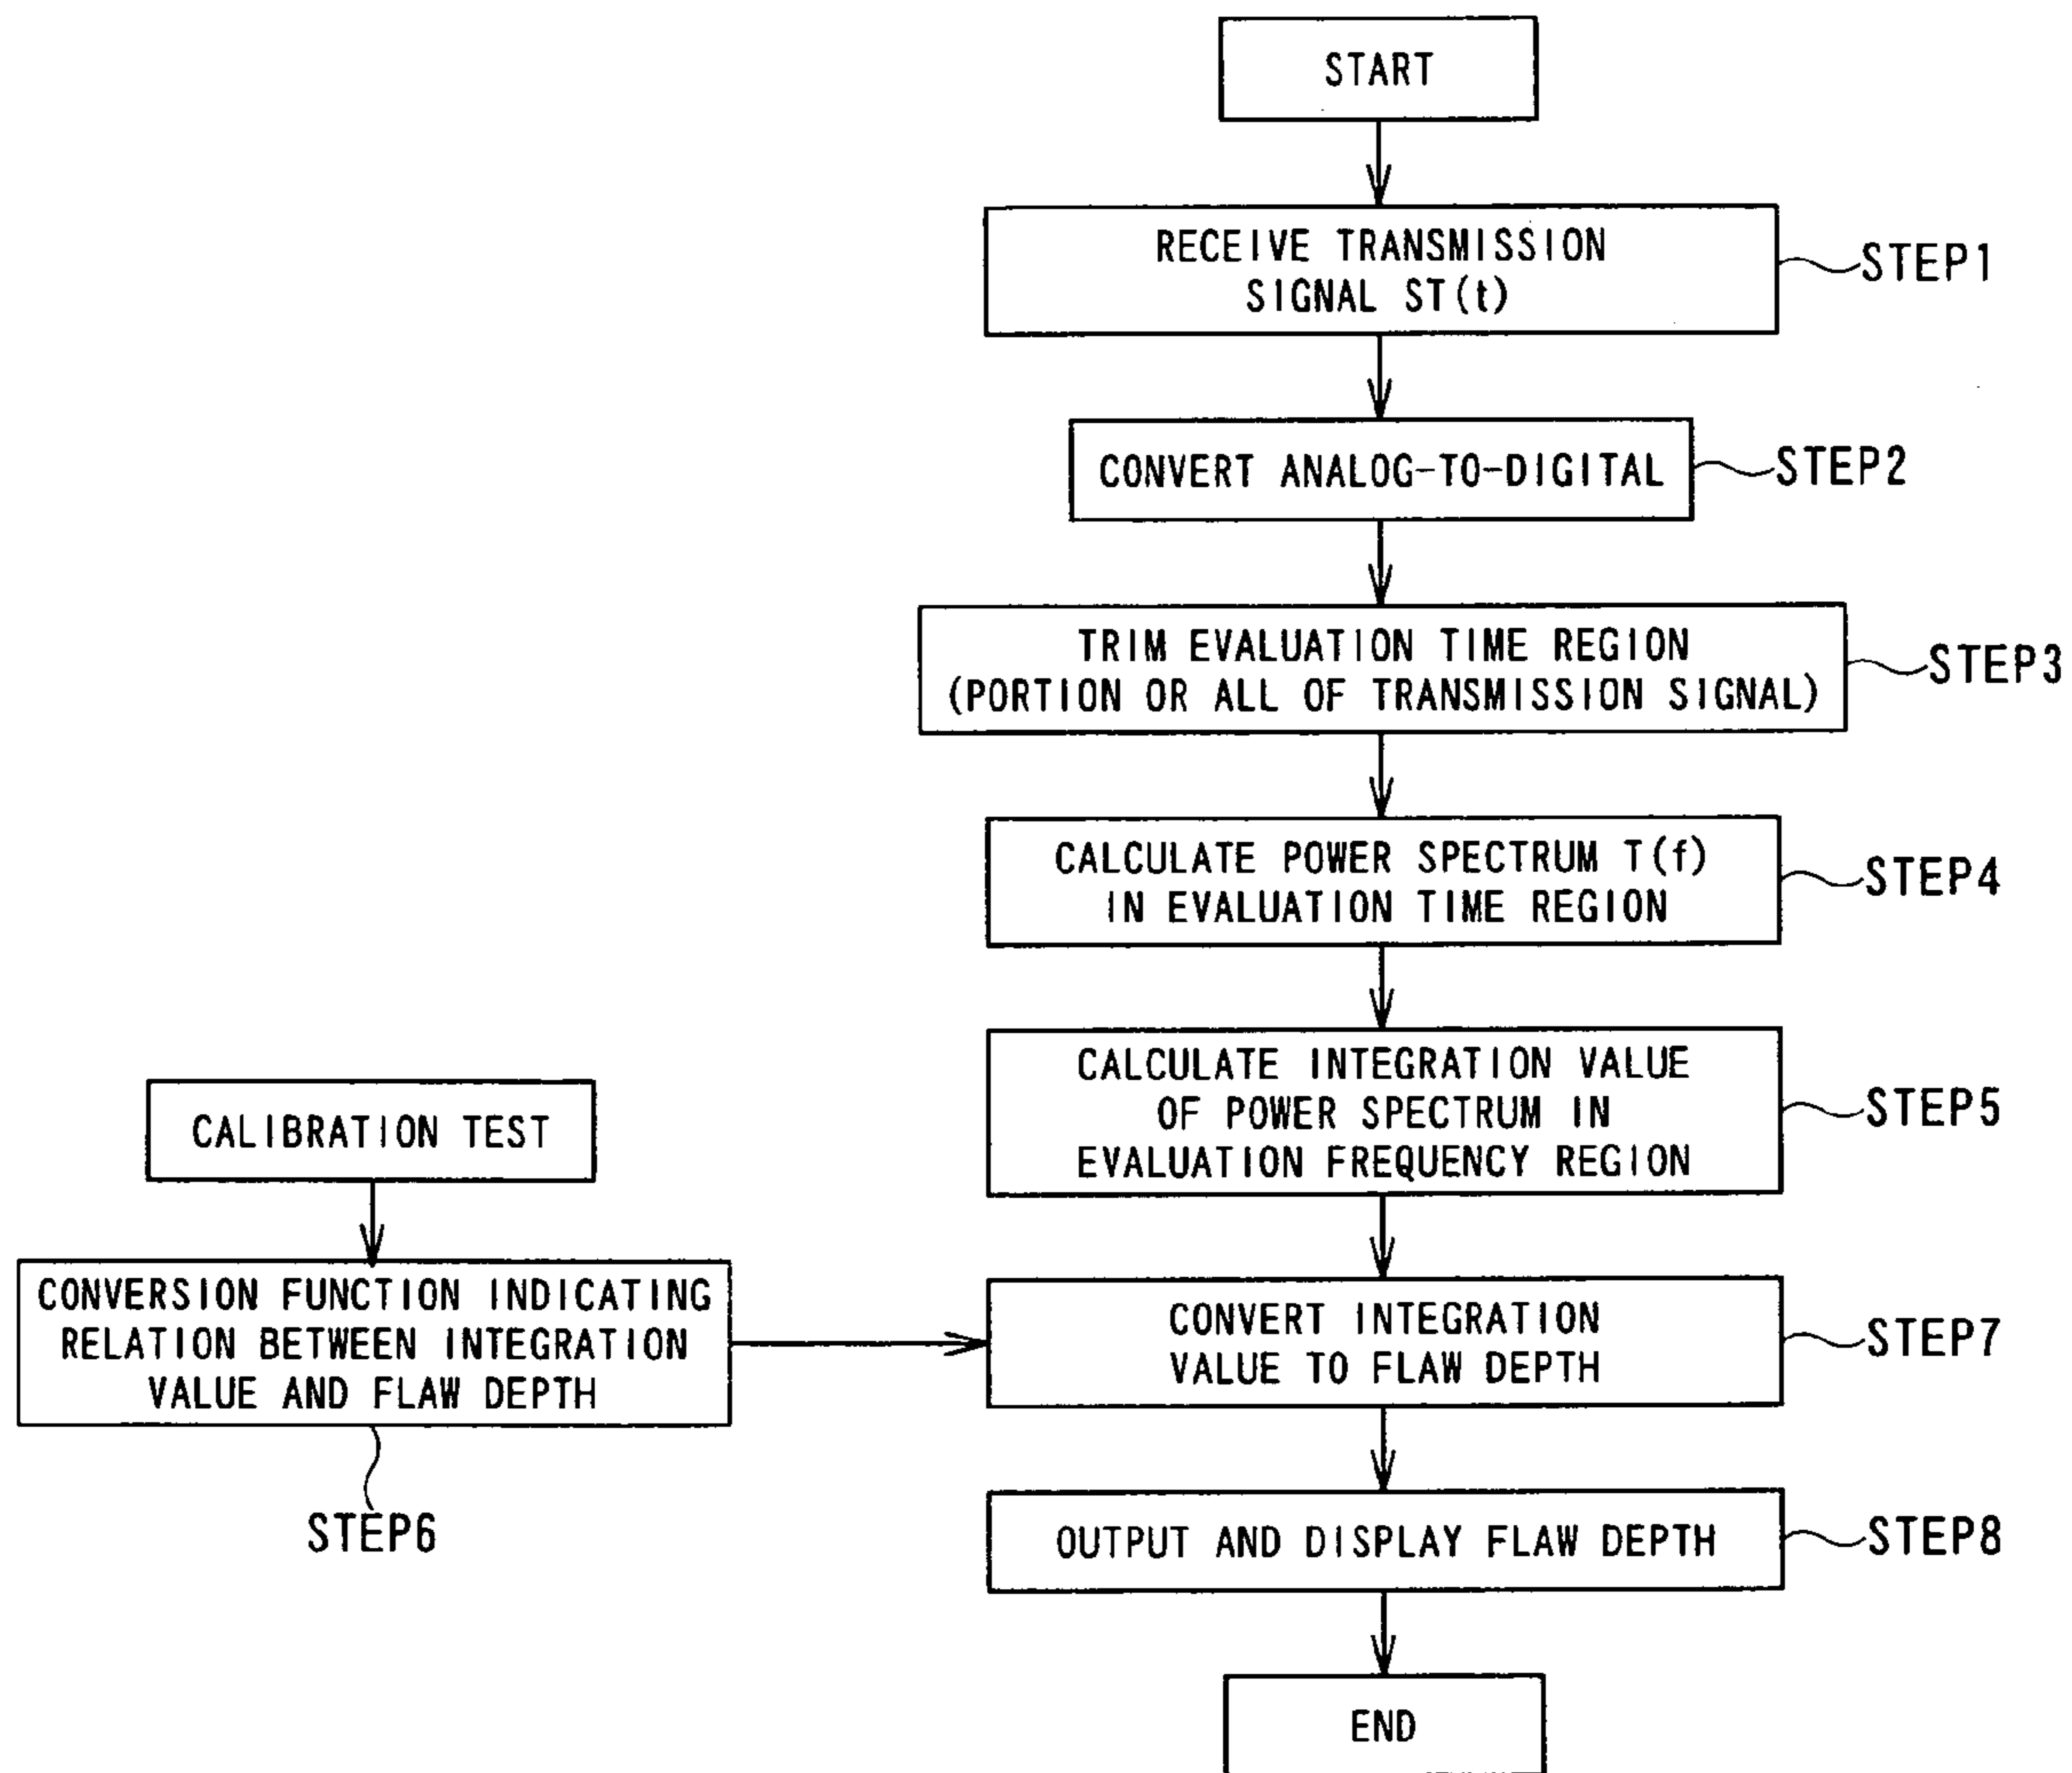 START
RECEIVE TRANSMISSION
SIGNAL ST(t)
STEP1
CONVERT ANALOG-TO-DIGITAL
STEP2
TRIM EVALUATION TIME REGION
(PORTION OR ALL OF TRANSMISSION SIGNAL)
STEP3
CALCULATE POWER SPECTRUM T(f)
IN EVALUATION TIME REGION
STEP4
CALCULATE INTEGRATION VALUE
OF POWER SPECTRUM IN
EVALUATION FREQUENCY REGION
STEP5
CALIBRATION TEST
CONVERSION FUNCTION INDICATING
RELATION BETWEEN INTEGRATION
VALUE AND FLAW DEPTH
STEP6
CONVERT INTEGRATION
VALUE TO FLAW DEPTH
STEP7
OUTPUT AND DISPLAY FLAW DEPTH
STEP8
END